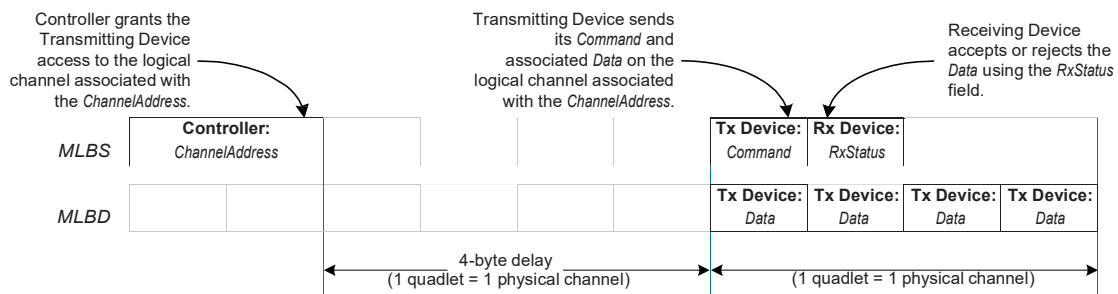 Controller grants the
Transmitting Device
access to the logical
channel associated with
the ChannelAddress.
Transmitting Device sends
its Command and
associated Data on the
logical channel associated
with the ChannelAddress.
Receiving Device
accepts or rejects the
Data using the RxStatus
field.
MLBS
Controller:
ChannelAddress
Tx Device:
Command
Rx Device:
RxStatus
MLBD
Tx Device:
Data
Tx Device:
Data
Tx Device:
Data
Tx Device:
Data
4-byte delay
(1 quadlet = 1 physical channel)
(1 quadlet = 1 physical channel)